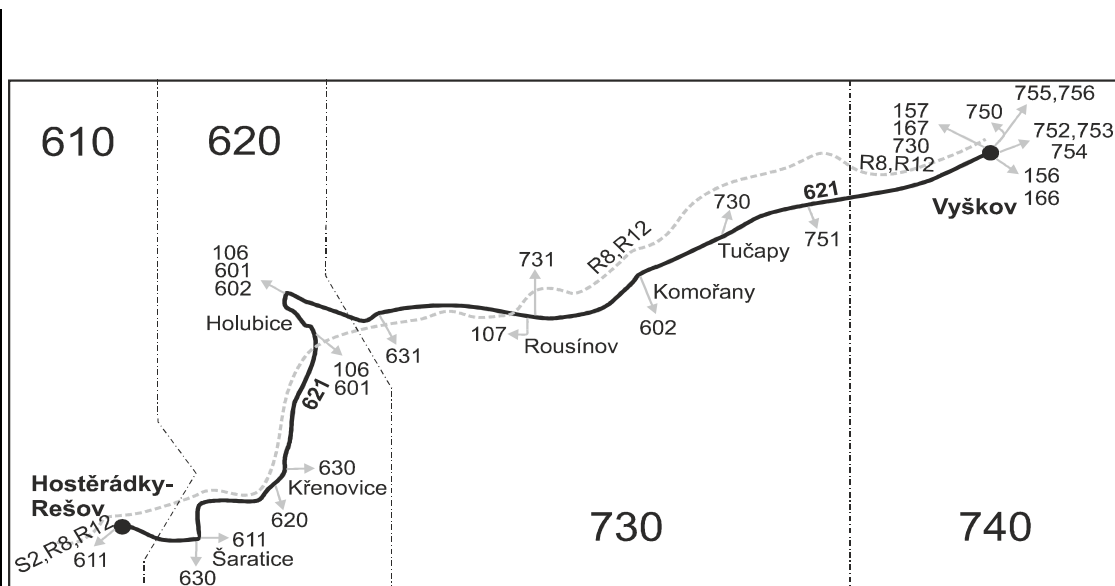 610
620
157
167
730
R8,R12
750
755,756
752,753
754
156
166
Vyškov
621
730
751
Tučapy
R8,R12
Komořany
602
731
107
Rousínov
106
601
602
Holubice
631
106
601
621
Hostěrádky-
Rešov
S2,R8,R12
611
630
Křenovice
620
611
Šaratice
630
730
740